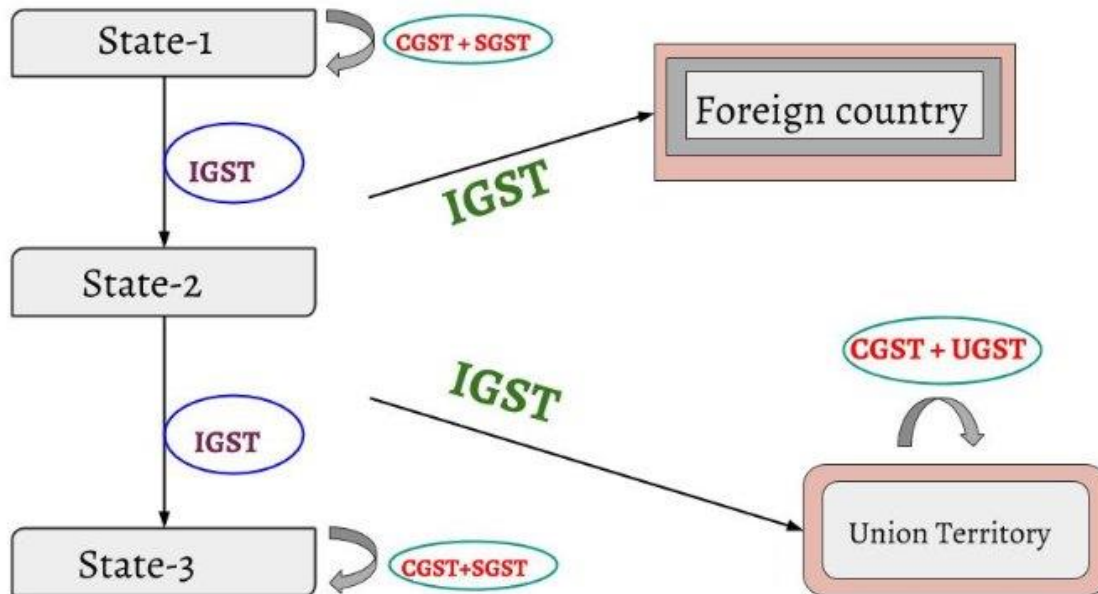 State-1
CGST + SGST
IGST
Foreign country
IGST
State-2
CGST + UGST
IGST
IGST
Union Territory
State-3
CGST+SGST